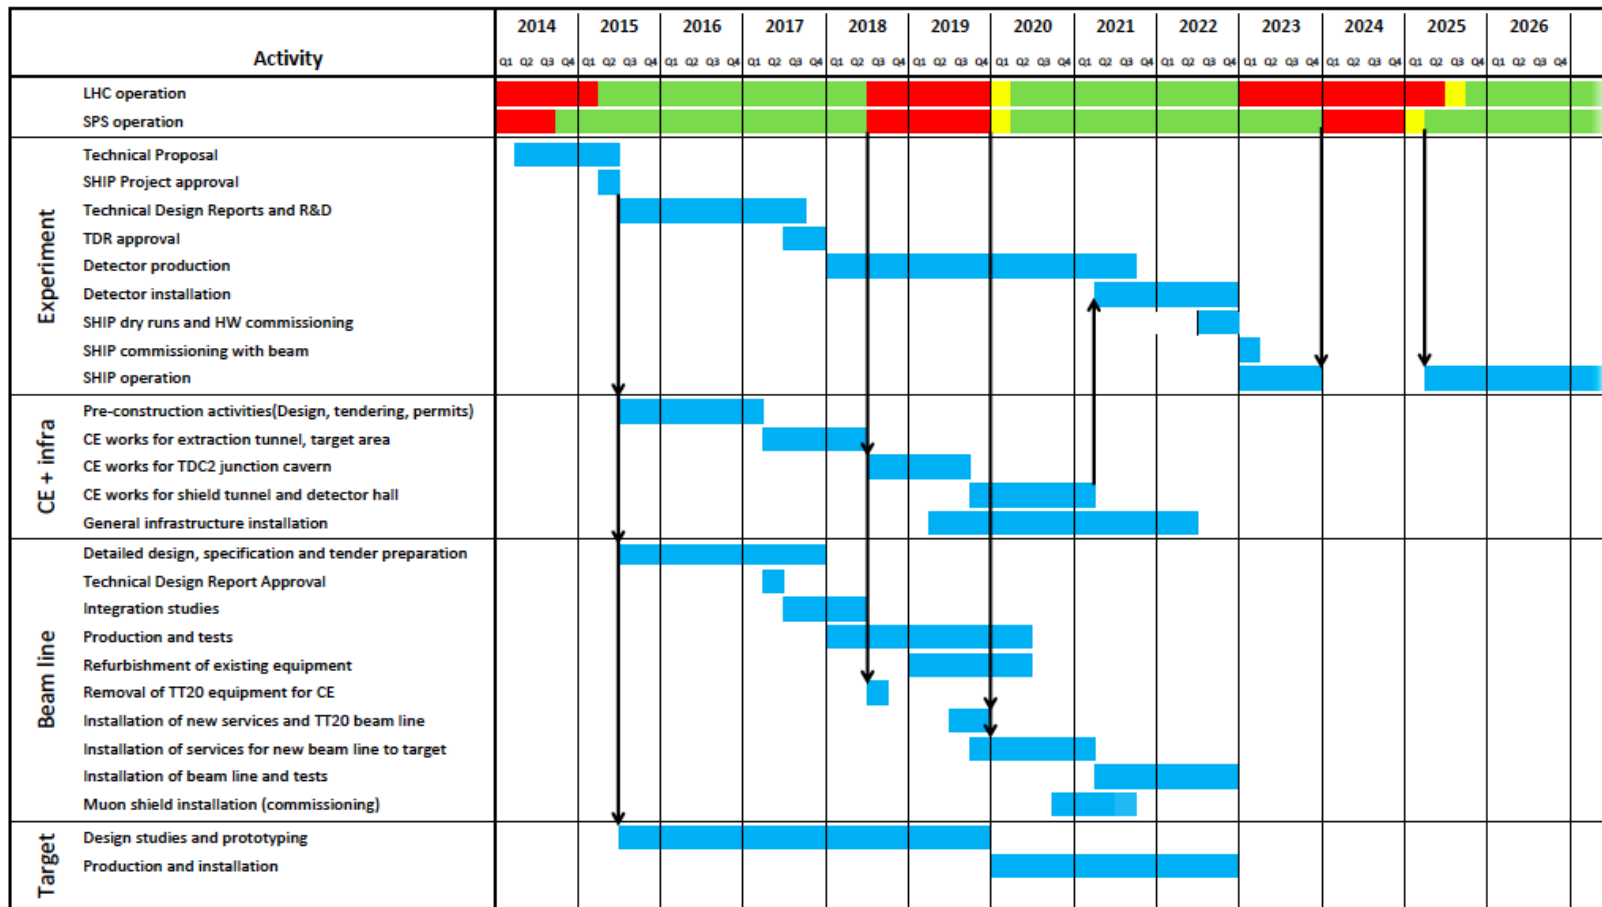 2014 2015 2016 2017 2018 2019 2020 2021 2022 2023 2024 2025 2026
Activity
Q1 Q2 Q3 Q4 Q1 Q2 Q3 Q4 Q1 Q2 Q3 Q4 Q1 Q2 Q3 Q4 Q1 Q2 Q3 Q4 Q1 Q2 Q3 Q4 Q1 Q2 Q3 Q4 Q1 Q2 Q3 Q4 Q1 Q2 Q3 Q4 Q1 Q2 Q3 Q4 Q1 Q2 Q3 Q4 Q1 Q2 Q3 Q4 Q1 Q2 Q3 Q4
LHC operation
SPS operation
Experiment
Technical Proposal
SHIP Project approval
Technical Design Reports and R&D
TDR approval
Detector production
Detector installation
SHIP dry runs and HW commissioning
SHIP commissioning with beam
SHIP operation
CE + infra
Pre-construction activities(Design, tendering, permits)
CE works for extraction tunnel, target area
CE works for TDC2 junction cavern
CE works for shield tunnel and detector hall
General infrastructure installation
Beam line
Detailed design, specification and tender preparation
Technical Design Report Approval
Integration studies
Production and tests
Refurbishment of existing equipment
Removal of TT20 equipment for CE
Installation of new services and TT20 beam line
Installation of services for new beam line to target
Installation of beam line and tests
Muon shield installation (commissioning)
Target
Design studies and prototyping
Production and installation